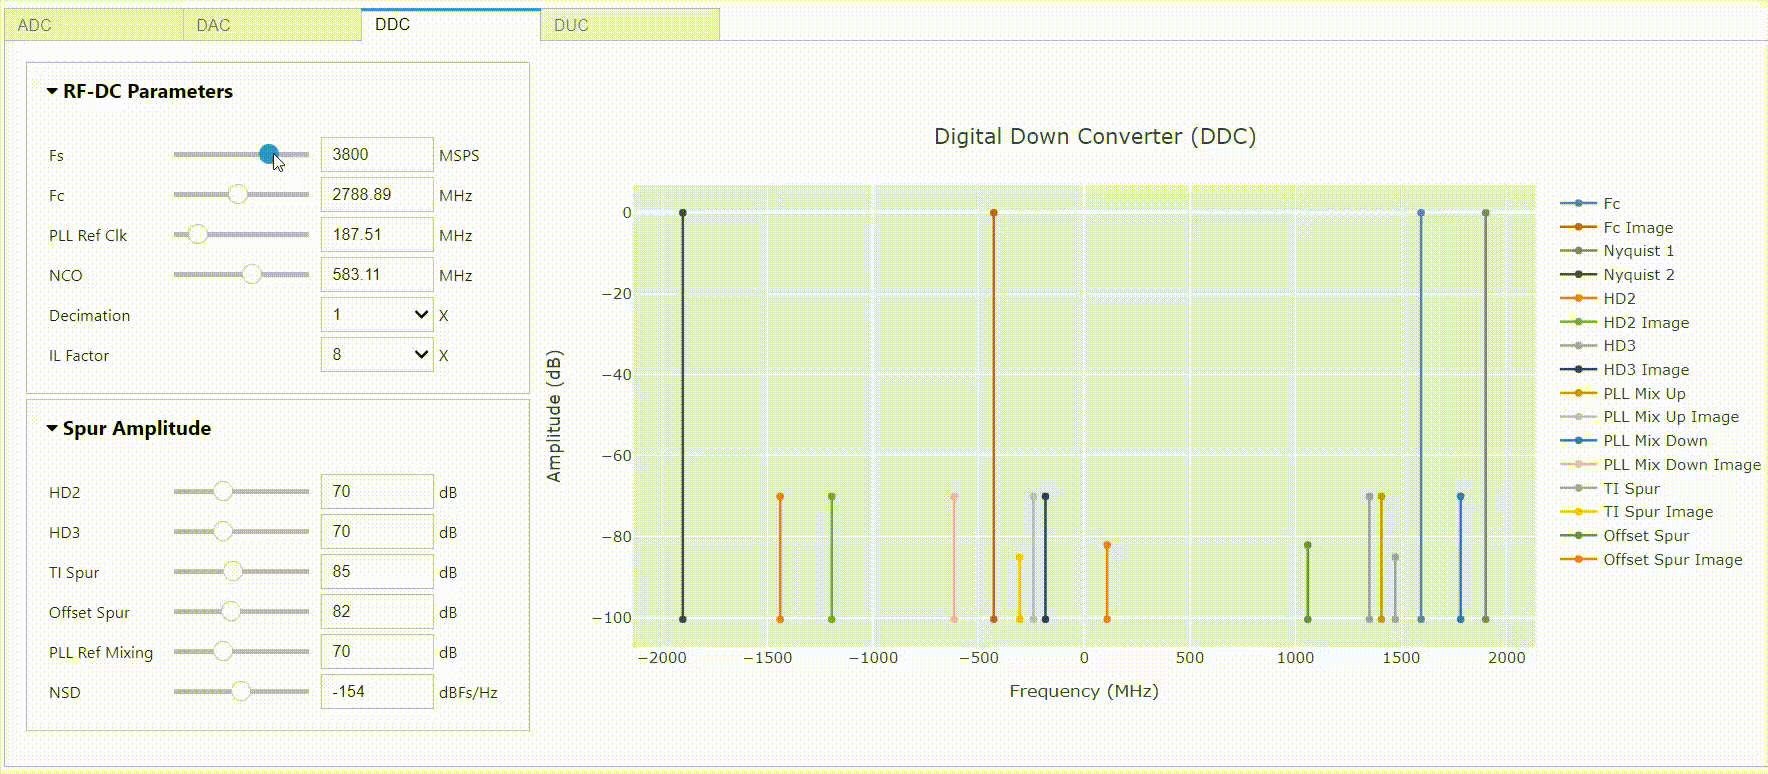 ADC DAC DDC DUC
RF-DC Parameters
Fs 3800 MSPS
Fc 2788.89 MHz
PLL Ref Clk 187.51 MHz
NCO 583.11 MHz
Decimation 1 X
IL Factor 8 X
Spur Amplitude
HD2 70 dB
HD3 70 dB
TI Spur 85 dB
Offset Spur 82 dB
PLL Ref Mixing 70 dB
NSD -154 dBFs/Hz
Digital Down Converter (DDC)
Amplitude (dB)
0
−20
−40
−60
−80
−100
−2000 −1500 −1000 −500 0 500 1000 1500 2000
Frequency (MHz)
Fc
Fc Image
Nyquist 1
Nyquist 2
HD2
HD2 Image
HD3
HD3 Image
PLL Mix Up
PLL Mix Up Image
PLL Mix Down
PLL Mix Down Image
TI Spur
TI Spur Image
Offset Spur
Offset Spur Image